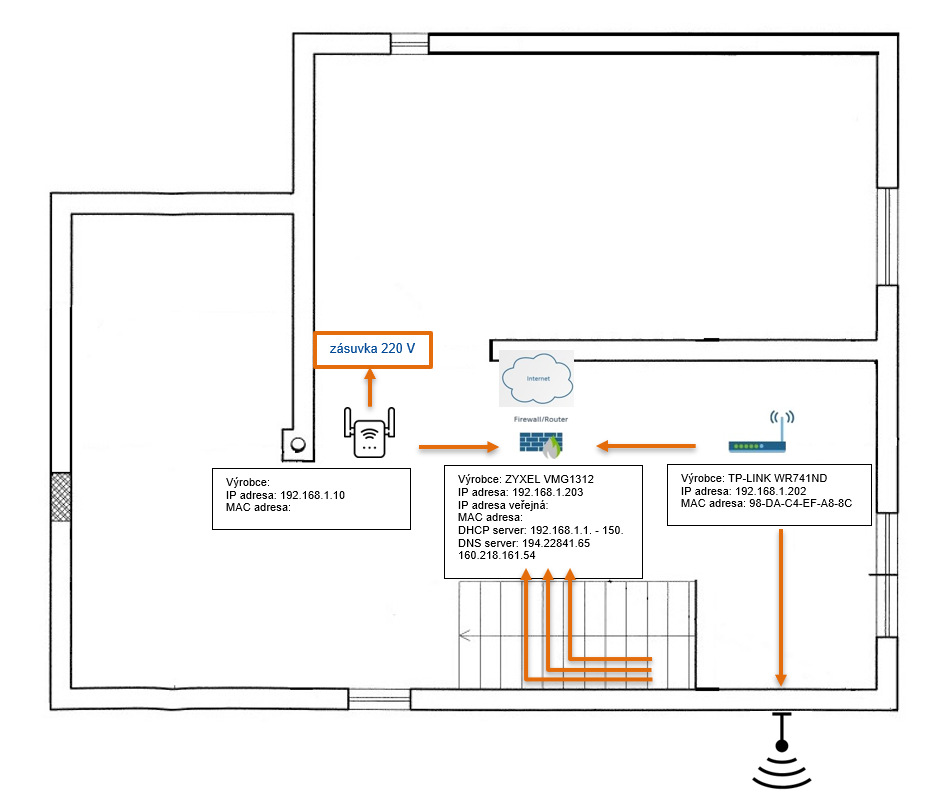 zásuvka 220 V
Internet
Firewall/Router
Výrobce:
IP adresa: 192.168.1.10
MAC adresa:
Výrobce: ZYXEL VMG1312
IP adresa: 192.168.1.203
IP adresa veřejná:
MAC adresa:
DHCP server: 192.168.1.1. - 150.
DNS server: 194.22841.65
160.218.161.54
Výrobce: TP-LINK WR741ND
IP adresa: 192.168.1.202
MAC adresa: 98-DA-C4-EF-A8-8C